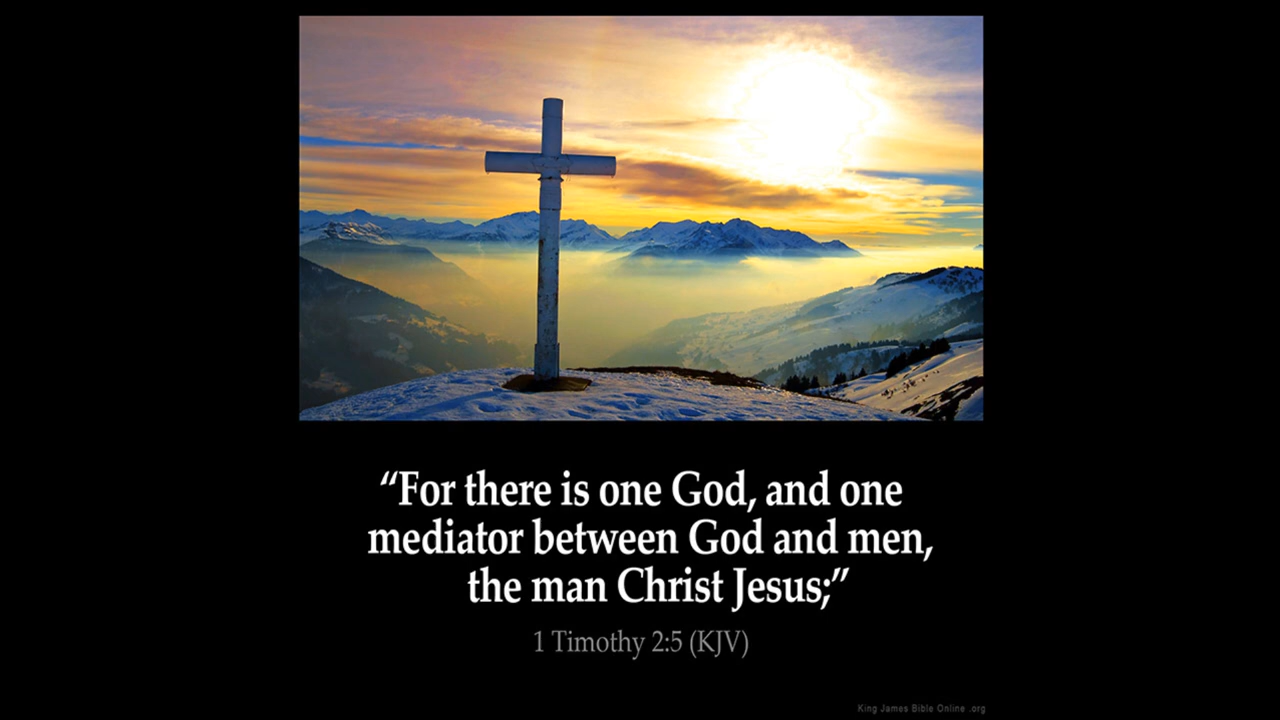 “For there is one God, and one
mediator between God and men,
the man Christ Jesus;”
1 Timothy 2:5 (KJV)
King James Bible Online .org